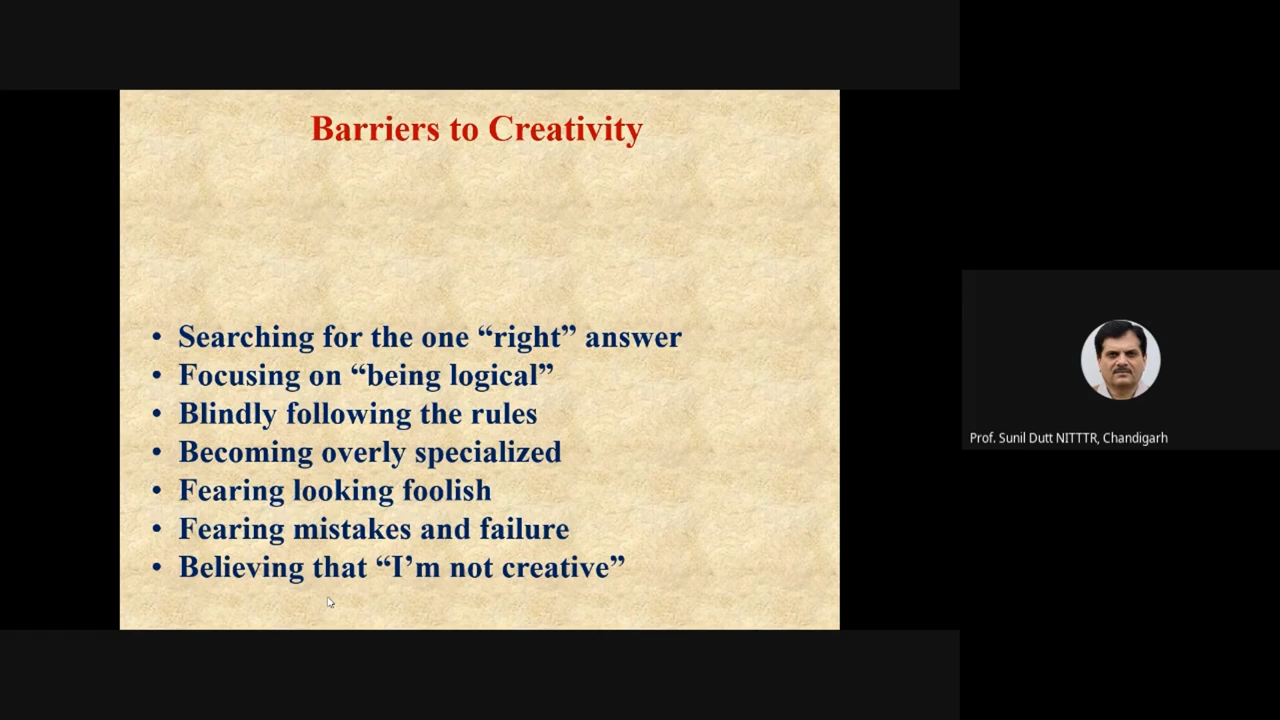 Barriers to Creativity
• Searching for the one “right” answer
• Focusing on “being logical”
• Blindly following the rules
• Becoming overly specialized
• Fearing looking foolish
• Fearing mistakes and failure
• Believing that “I’m not creative”
Prof. Sunil Dutt NITTTR, Chandigarh